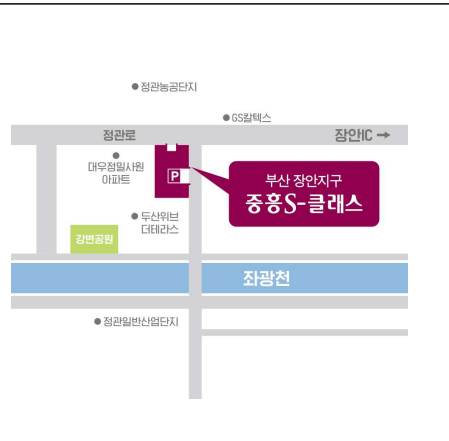 정관농공단지
GS칼텍스
정관로
장안IC →
대우정밀사원
아파트
P
부산 장안지구
중흥S-클래스
두산위브
더테라스
강변공원
좌광천
정관일반산업단지